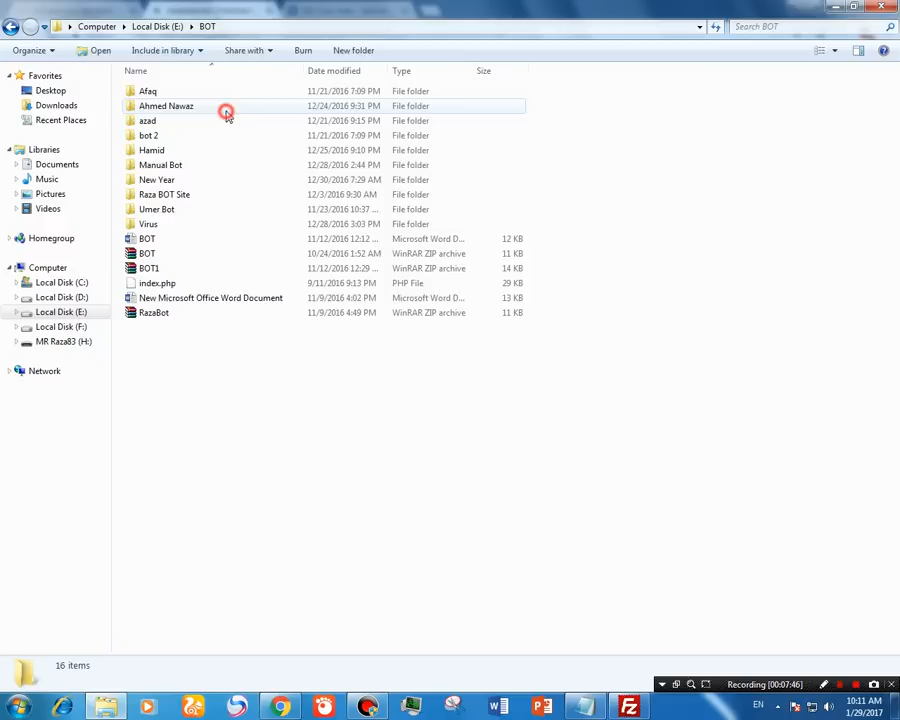 Computer ▸ Local Disk (E:) ▸ BOT
Search BOT
Organize Open Include in library Share with Burn New folder
Name Date modified Type Size
Favorites
Desktop
Downloads
Recent Places
Libraries
Documents
Music
Pictures
Videos
Homegroup
Computer
Local Disk (C:)
Local Disk (D:)
Local Disk (E:)
Local Disk (F:)
MR Raza83 (H:)
Network
Afaq 11/21/2016 7:09 PM File folder
Ahmed Nawaz 12/24/2016 9:31 PM File folder
azad 12/21/2016 9:15 PM File folder
bot 2 11/21/2016 7:09 PM File folder
Hamid 12/25/2016 9:10 PM File folder
Manual Bot 12/28/2016 2:44 PM File folder
New Year 12/30/2016 7:29 AM File folder
Raza BOT Site 12/3/2016 9:30 AM File folder
Umer Bot 11/23/2016 10:37 ... File folder
Virus 12/28/2016 3:03 PM File folder
BOT 11/12/2016 12:12 ... Microsoft Word D... 12 KB
BOT 10/24/2016 1:52 AM WinRAR ZIP archive 11 KB
BOT1 11/12/2016 12:29 ... WinRAR ZIP archive 14 KB
index.php 9/11/2016 9:13 PM PHP File 29 KB
New Microsoft Office Word Document 11/9/2016 4:02 PM Microsoft Word D... 13 KB
RazaBot 11/9/2016 4:49 PM WinRAR ZIP archive 11 KB
16 items
Recording [00:07:46]
EN
10:11 AM
1/29/2017